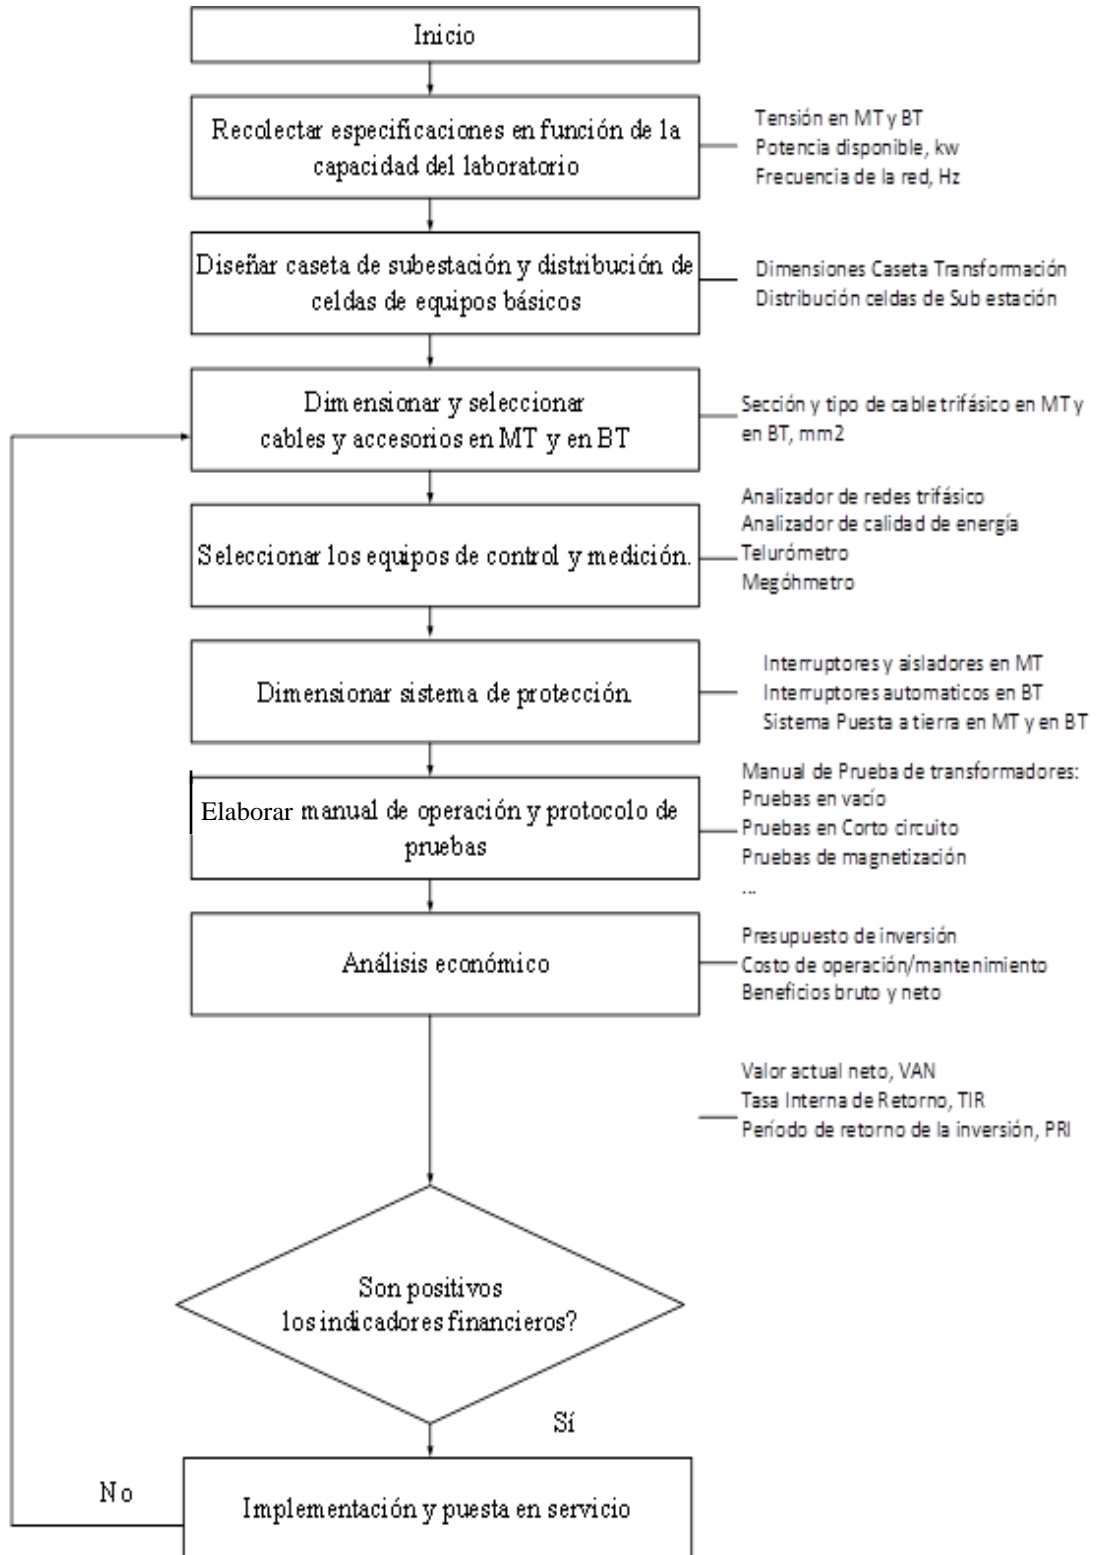 Inicio
Recolectar especificaciones en función de la
capacidad del laboratorio
Tensión en MT y BT
Potencia disponible, kw
Frecuencia de la red, Hz
Diseñar caseta de subestación y distribución de
celdas de equipos básicos
Dimensiones Caseta Transformación
Distribución celdas de Sub estación
Dimensionar y seleccionar
cables y accesorios en MT y en BT
Sección y tipo de cable trifásico en MT y
en BT, mm2
Seleccionar los equipos de control y medición.
Analizador de redes trifásico
Analizador de calidad de energía
Telurómetro
Megóhmetro
Dimensionar sistema de protección
Interruptores y aisladores en MT
Interruptores automaticos en BT
Sistema Puesta a tierra en MT y en BT
Elaborar manual de operación y protocolo de
pruebas
Manual de Prueba de transformadores:
Pruebas en vacío
Pruebas en Corto circuito
Pruebas de magnetización
...
Análisis económico
Presupuesto de inversión
Costo de operación/mantenimiento
Beneficios bruto y neto
Valor actual neto, VAN
Tasa Interna de Retorno, TIR
Período de retorno de la inversión, PRI
Son positivos
los indicadores financieros?
Sí
No
Implementación y puesta en servicio